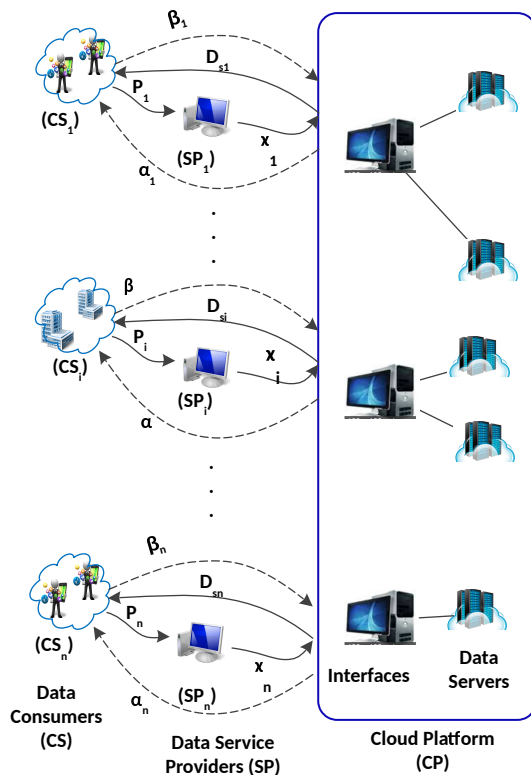 β1
Ds1
P1
(CS1)
(SP1)
χ
1
α1
.
.
.
β
Dsi
Pi
χ
i
(CSi)
(SPi)
α
.
.
.
βn
Dsn
Pn
(CSn)
χ
n
(SPn)
αn
Interfaces
Data
Servers
Data
Consumers
(CS)
Data Service
Providers (SP)
Cloud Platform
(CP)